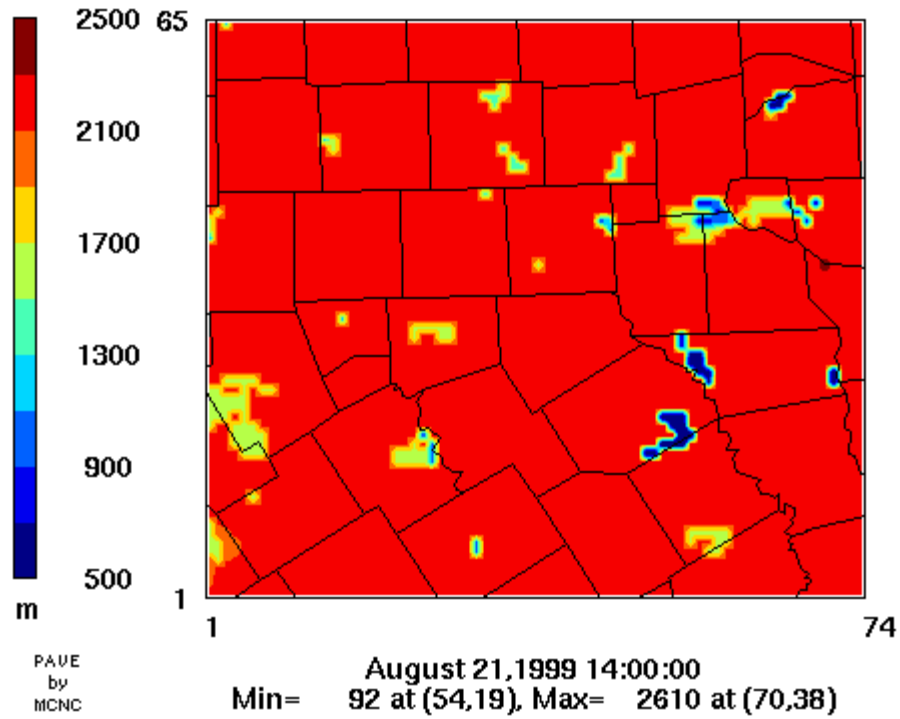 2500
2100
1700
1300
900
500
m
65
1
1
74
PAVE
by
MCNC
August 21,1999 14:00:00
Min= 92 at (54,19), Max= 2610 at (70,38)